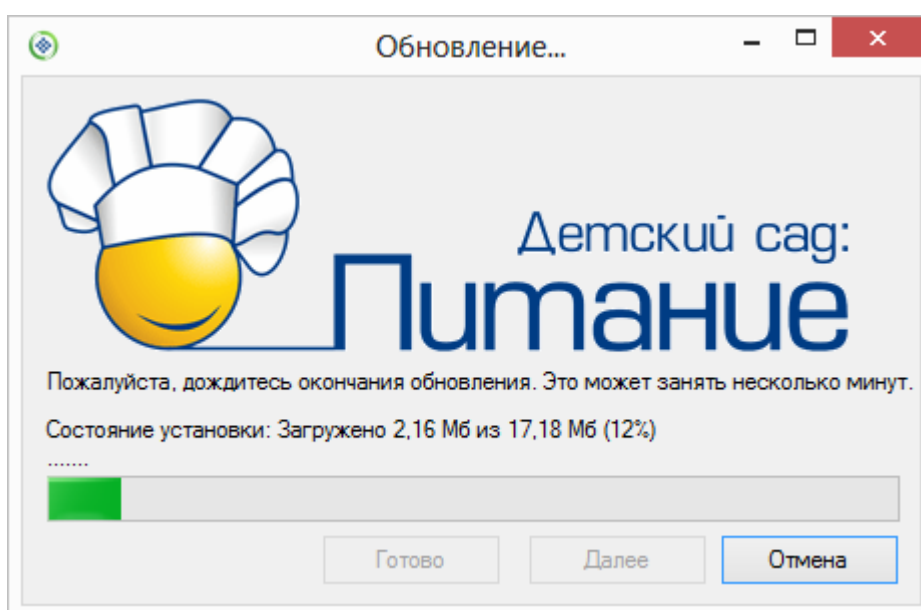 Обновление...
Детский сад:
Питание
Пожалуйста, дождитесь окончания обновления. Это может занять несколько минут.
Состояние установки: Загружено 2,16 Мб из 17,18 Мб (12%)
.......
Готово Далее Отмена